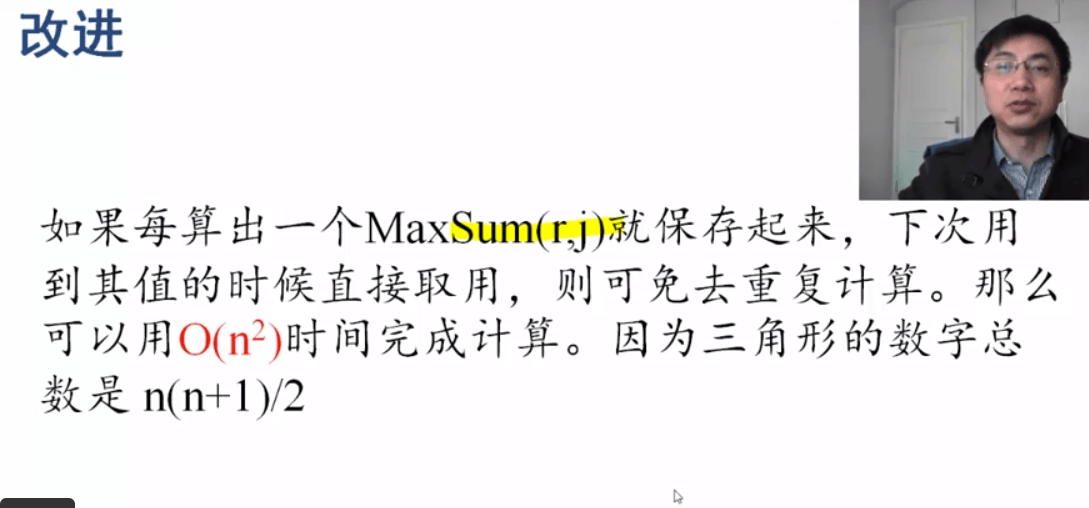 改进
如果每算出一个MaxSum(r,j)就保存起来，下次用
到其值的时候直接取用，则可免去重复计算。那么
可以用O(n²)时间完成计算。因为三角形的数字总
数是 n(n+1)/2